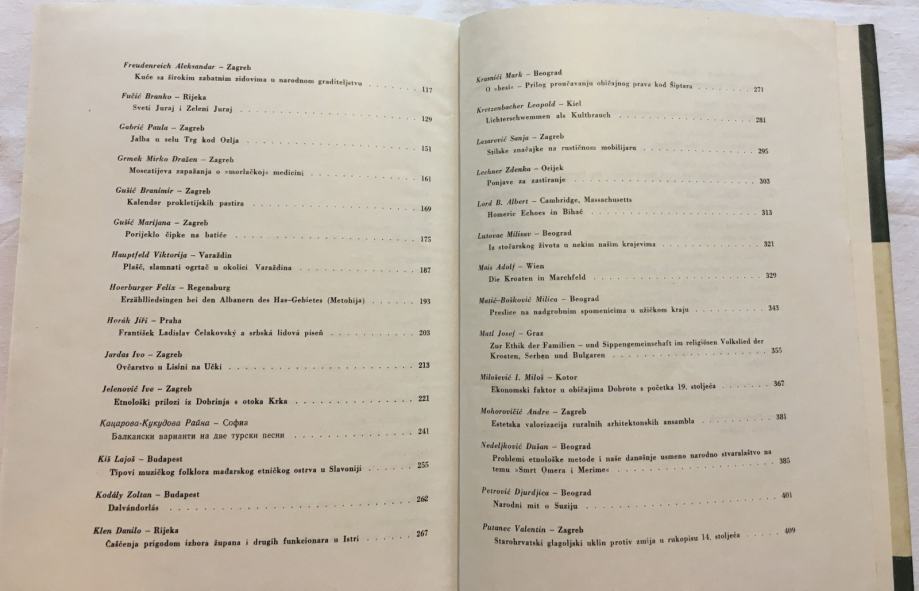 Freudenreich Aleksandar – Zagreb
Kuće sa širokim zabatnim zidovima u narodnom graditeljstvu 117
Fučić Branko – Rijeka
Sveti Juraj i Zeleni Juraj 129
Gabrić Paula – Zagreb
Jalba u selu Trg kod Ozlja 151
Grmek Mirko Dražen – Zagreb
Moscatijeva zapažanja o »morlačkoj« medicini 161
Gušić Branimir – Zagreb
Kalendar prokletijskih pastira 169
Gušić Marijana – Zagreb
Porijeklo čipke na batiće 175
Hauptfeld Viktorija – Varaždin
Plašč, slamnati ogrtač u okolici Varaždina 187
Hoerburger Felix – Regensburg
Erzählliedsingen bei den Albanern des Has-Gebietes (Metohija) 193
Horák Jiři – Praha
František Ladislav Čelakovský a srbská lidová píseň 203
Jardas Ivo – Zagreb
Ovčarstvo u Lisini na Učki 213
Jelenović Ive – Zagreb
Etnološki prilozi iz Dobrinja s otoka Krka 221
Кацарова-Кукудова Райна – София
Балкански варианти на две турски песни 241
Kiš Lajoš – Budapest
Tipovi muzičkog folklora mađarskog etničkog ostrva u Slavoniji 255
Kodály Zoltan – Budapest
Dalvándorlás 262
Klen Danilo – Rijeka
Čašćenja prigodom izbora župana i drugih funkcionara u Istri 267
Krasnići Mark – Beograd
O »besi« – Prilog proučavanju običajnog prava kod Šiptara 271
Kretzenbacher Leopold – Kiel
Lichterschwemmen als Kultbrauch 281
Lazarević Sanja – Zagreb
Stilske značajke na rustičnom mobilijaru 295
Lechner Zdenka – Osijek
Ponjave za zastiranje 303
Lord B. Albert – Cambridge, Massachusetts
Homeric Echoes in Bihać 313
Lutovac Milisav – Beograd
Iz stočarskog života u nekim našim krajevima 321
Mais Adolf – Wien
Die Kroaten in Marchfeld 329
Matić-Bošković Milica – Beograd
Preslice na nadgrobnim spomenicima u užičkom kraju 343
Matl Josef – Graz
Zur Ethik der Familien – und Sippengemeinschaft im religiösen Volkslied der
Kroaten, Serben und Bulgaren 355
Milošević I. Miloš – Kotor
Ekonomski faktor u običajima Dobrote s početka 19. stoljeća 367
Mohorovičić Andre – Zagreb
Estetska valorizacija ruralnih arhitektonskih ansambla 381
Nedeljković Dušan – Beograd
Problemi etnološke metode i naše današnje usmeno narodno stvaralaštvo na
temu »Smrt Omera i Merime« 385
Petrović Djurdjica – Beograd
Narodni mit o Suziju 401
Putanec Valentin – Zagreb
Starohrvatski glagoljski uklin protiv zmija u rukopisu 14. stoljeća 409